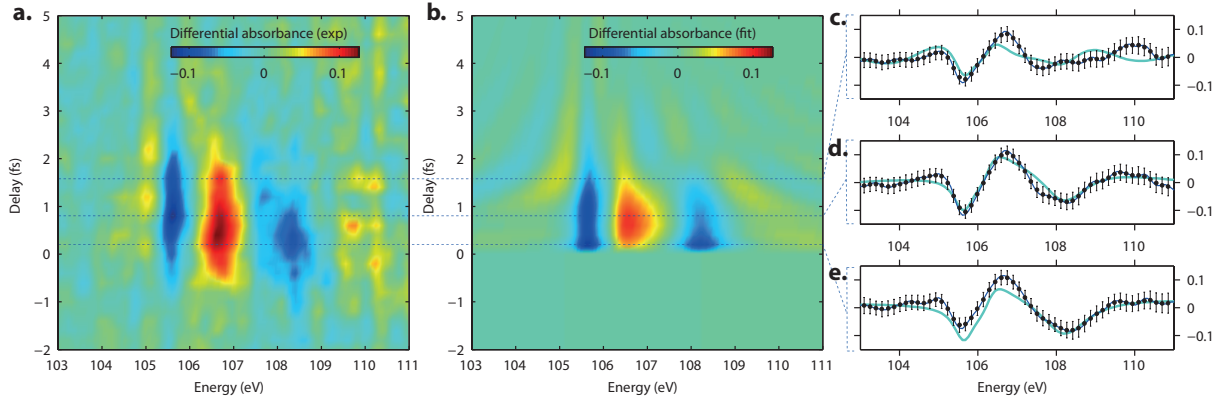 a.
Differential absorbance (exp)
−0.1 0 0.1
5
4
3
2
1
0
−1
−2
Delay (fs)
103 104 105 106 107 108 109 110 111
Energy (eV)
b.
Differential absorbance (fit)
−0.1 0 0.1
5
4
3
2
1
0
−1
−2
Delay (fs)
103 104 105 106 107 108 109 110 111
Energy (eV)
c.
0.1
0
−0.1
104 106 108 110
d.
0.1
0
−0.1
104 106 108 110
e.
0.1
0
−0.1
104 106 108 110
Energy (eV)